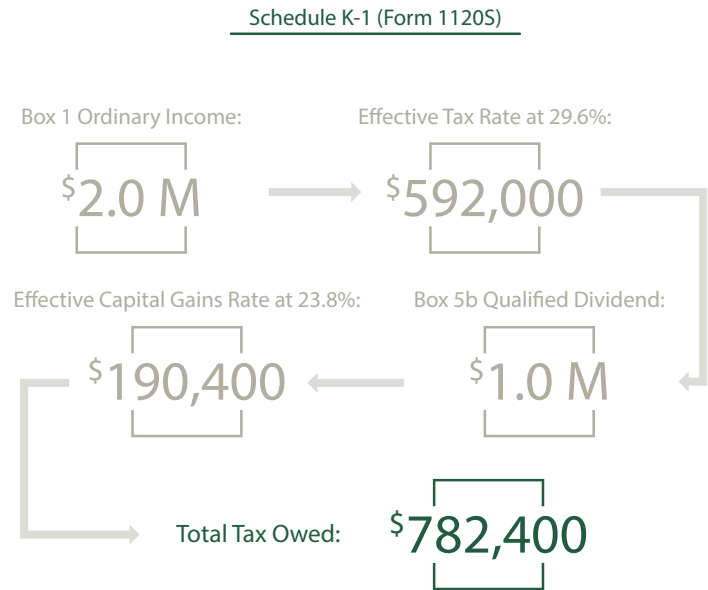 Schedule K-1 (Form 1120S)
Box 1 Ordinary Income:
$2.0 M
Effective Tax Rate at 29.6%:
$592,000
Box 5b Qualified Dividend:
$1.0 M
Effective Capital Gains Rate at 23.8%:
$190,400
Total Tax Owed:
$782,400